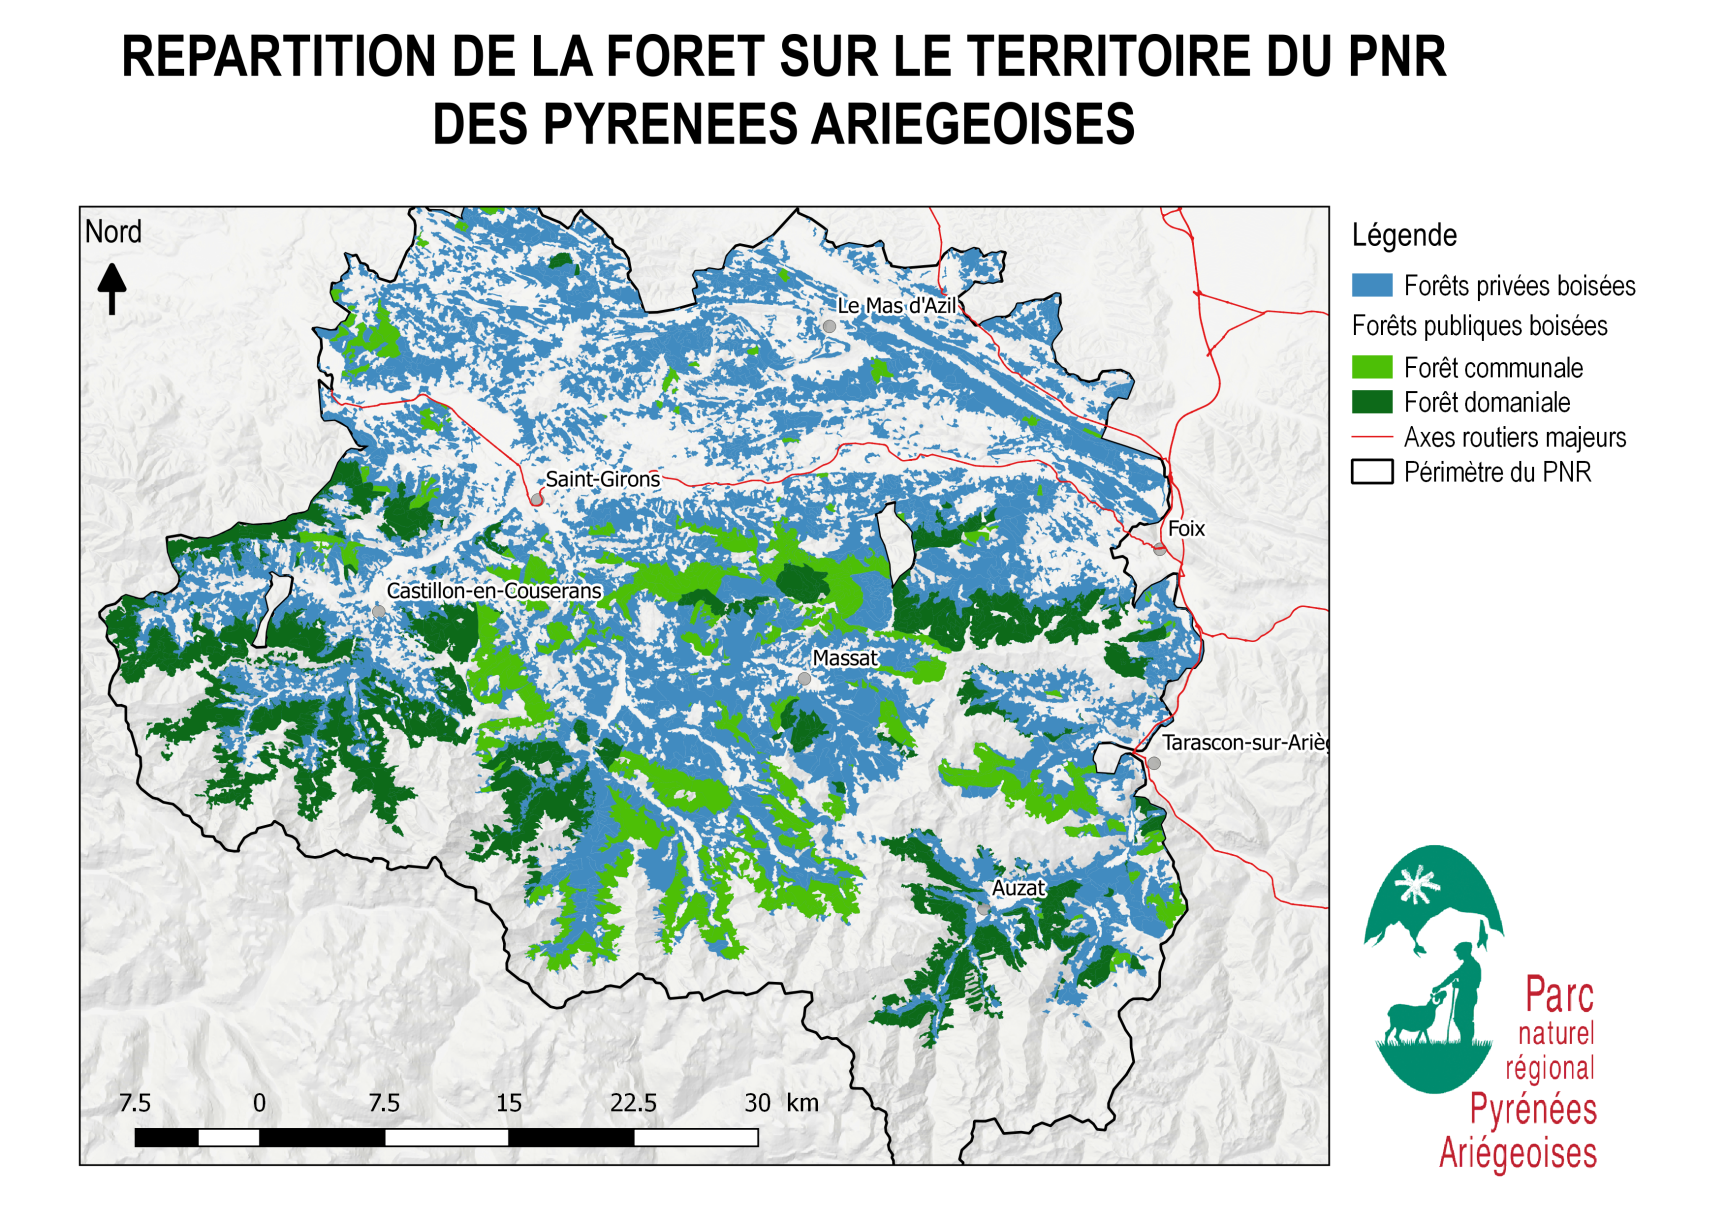 REPARTITION DE LA FORET SUR LE TERRITOIRE DU PNR
DES PYRENEES ARIEGEOISES
Nord
Légende
Forêts privées boisées
Forêts publiques boisées
Forêt communale
Forêt domaniale
Axes routiers majeurs
Périmètre du PNR
Le Mas d'Azil
Saint-Girons
Foix
Castillon-en-Couserans
Massat
Tarascon-sur-Arièg
Auzat
7.5 0 7.5 15 22.5 30 km
Parc
naturel
régional
Pyrénées
Ariégeoises